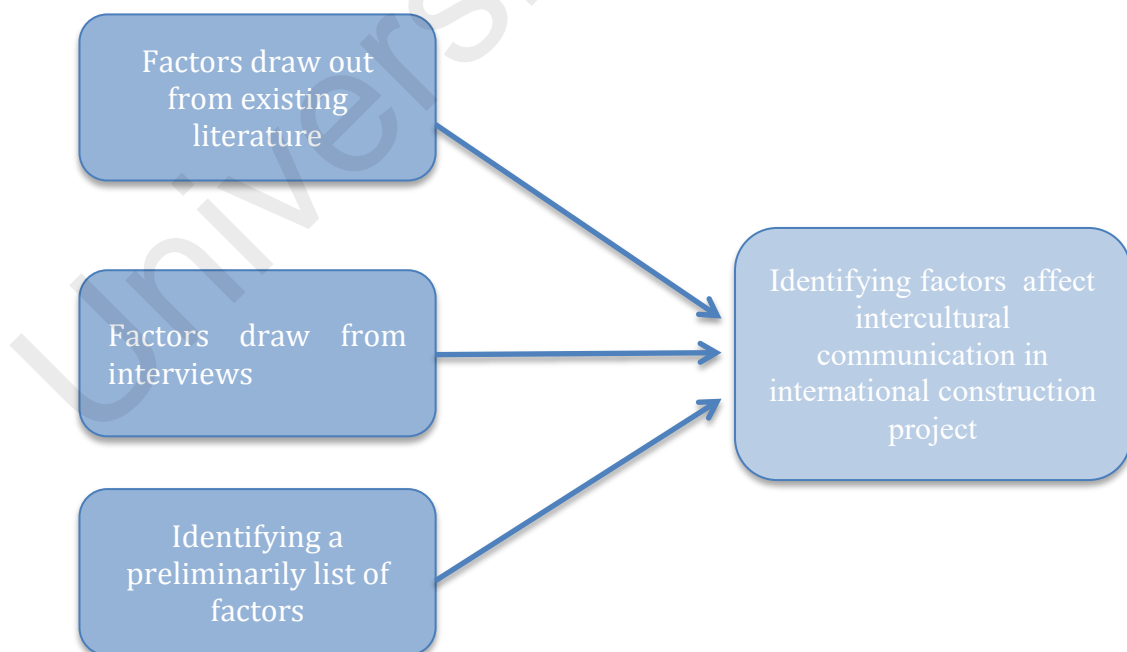 Factors draw out
from existing
literature
Factors draw from
interviews
Identifying a
preliminarily list of
factors
Identifying factors affect
intercultural
communication in
international construction
project
Univers